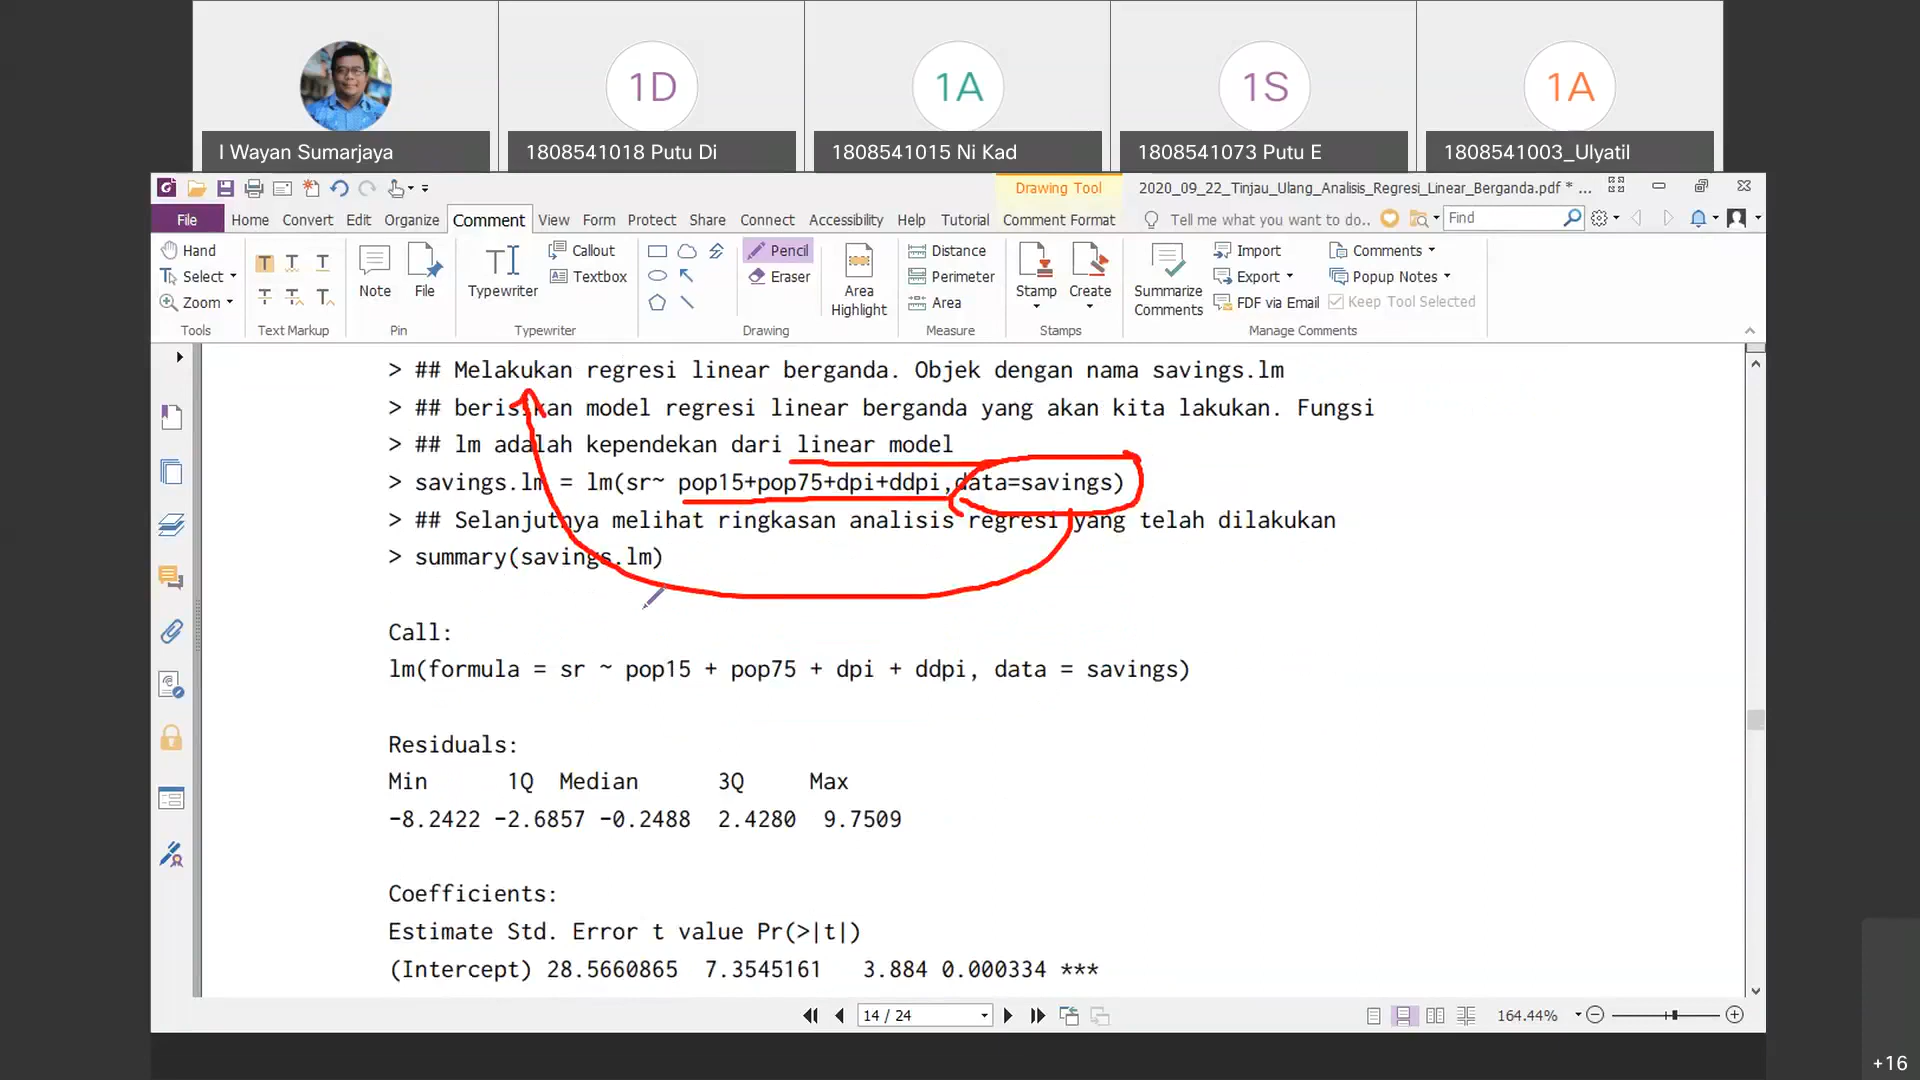 1D
1A
1S
1A
I Wayan Sumarjaya
1808541018 Putu Di
1808541015 Ni Kad
1808541073 Putu E
1808541003_Ulyatil
Drawing Tool
2020_09_22_Tinjau_Ulang_Analisis_Regresi_Linear_Berganda.pdf * ...
File Home Convert Edit Organize Comment View Form Protect Share Connect Accessibility Help Tutorial Comment Format
Tell me what you want to do..
Find
Hand
Select
Zoom
Tools
Text Markup
Note
File
Pin
Typewriter
Callout
Textbox
Typewriter
Pencil
Eraser
Drawing
Area
Highlight
Distance
Perimeter
Area
Measure
Stamp
Create
Stamps
Summarize
Comments
Import
Export
FDF via Email
Comments
Popup Notes
Keep Tool Selected
Manage Comments
> ## Melakukan regresi linear berganda. Objek dengan nama savings.lm
> ## berisikan model regresi linear berganda yang akan kita lakukan. Fungsi
> ## lm adalah kependekan dari linear model
> savings.lm = lm(sr~ pop15+pop75+dpi+ddpi,data=savings)
> ## Selanjutnya melihat ringkasan analisis regresi yang telah dilakukan
> summary(savings.lm)
Call:
lm(formula = sr ~ pop15 + pop75 + dpi + ddpi, data = savings)
Residuals:
Min 1Q Median 3Q Max
-8.2422 -2.6857 -0.2488 2.4280 9.7509
Coefficients:
Estimate Std. Error t value Pr(>|t|)
(Intercept) 28.5660865 7.3545161 3.884 0.000334 ***
14 / 24
164.44%
+16